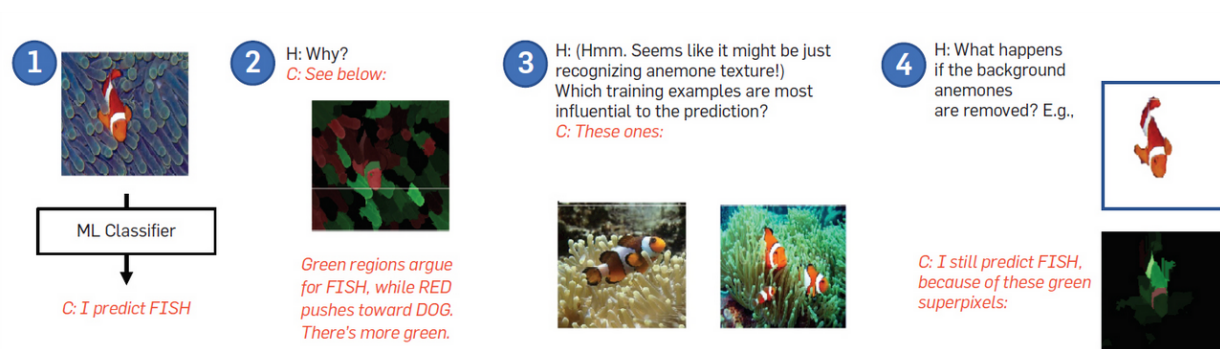 1
ML Classifier
C: I predict FISH
2
H: Why?
C: See below:
Green regions argue
for FISH, while RED
pushes toward DOG.
There's more green.
3
H: (Hmm. Seems like it might be just
recognizing anemone texture!)
Which training examples are most
influential to the prediction?
C: These ones:
4
H: What happens
if the background
anemones
are removed? E.g.,
C: I still predict FISH,
because of these green
superpixels: